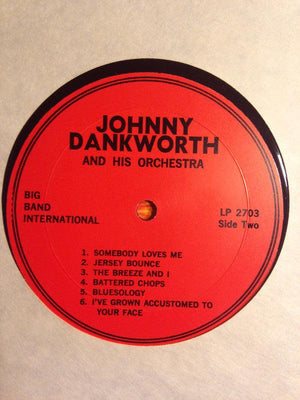 JOHNNY
DANKWORTH
AND HIS ORCHESTRA
BIG
BAND
INTERNATIONAL
LP 2703
Side Two
1. SOMEBODY LOVES ME
2. JERSEY BOUNCE
3. THE BREEZE AND I
4. BATTERED CHOPS
5. BLUESOLOGY
6. I'VE GROWN ACCUSTOMED TO
YOUR FACE